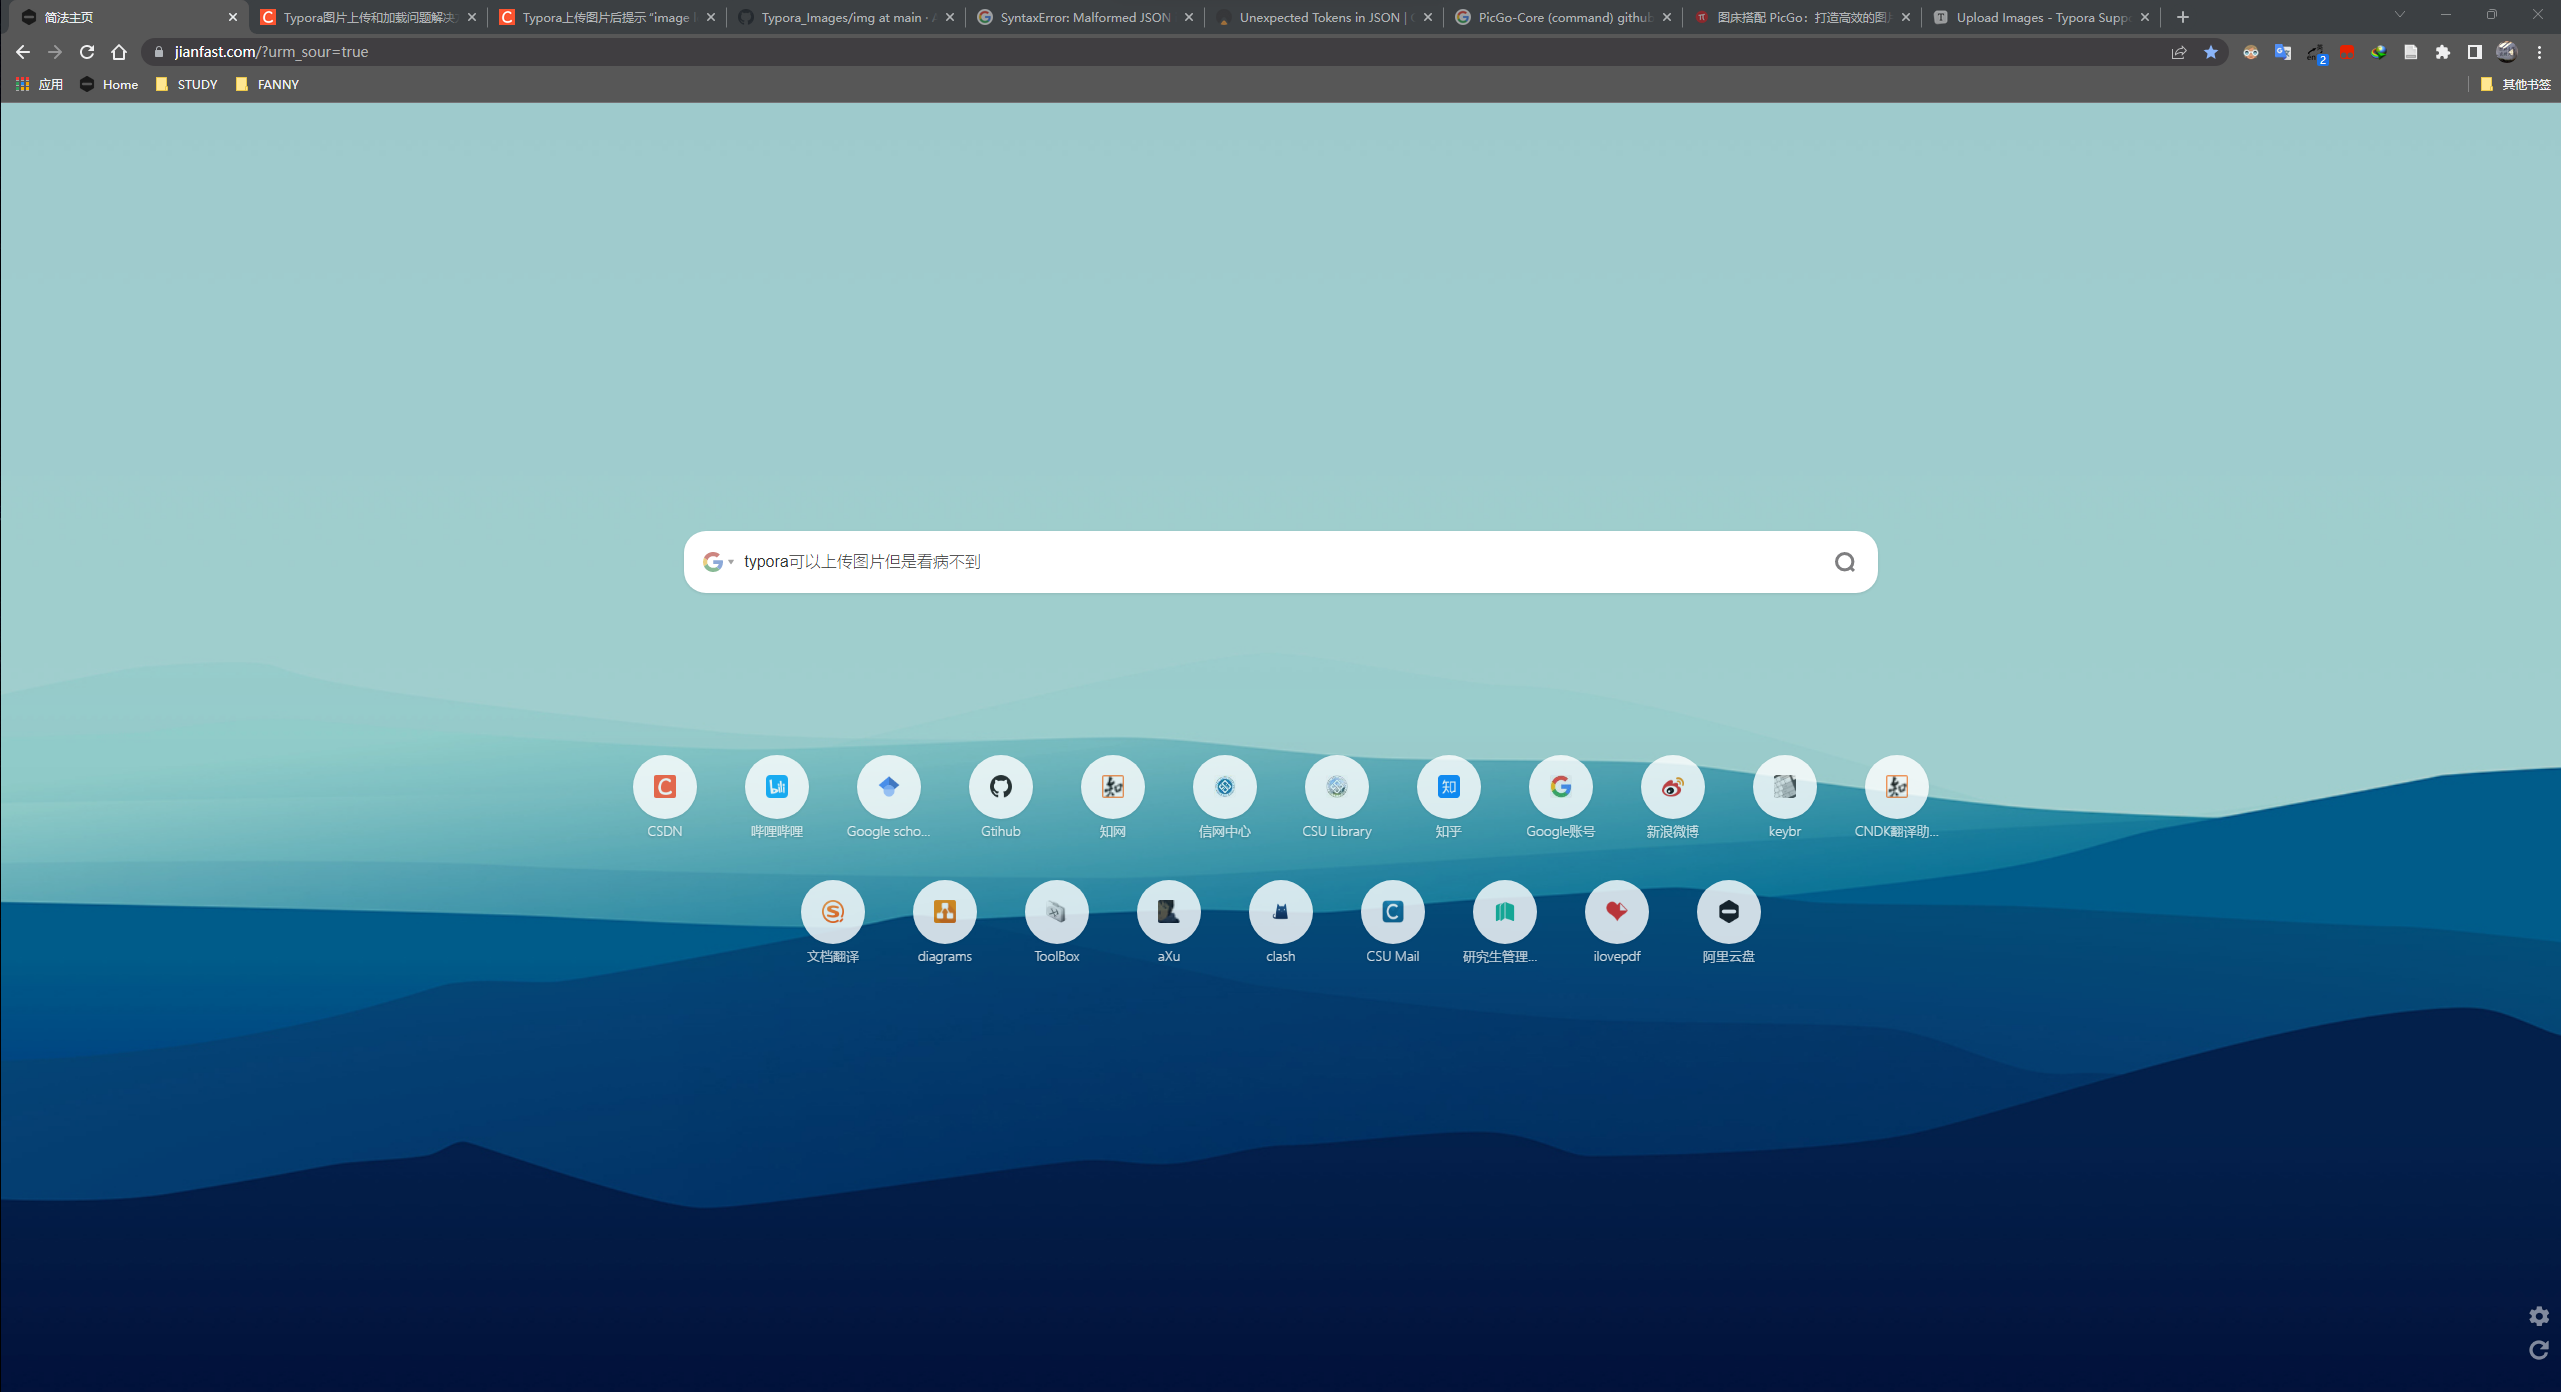 简法主页
Typora图片上传和加载问题解决
Typora上传图片后提示 “image
Typora_Images/img at main ·
SyntaxError: Malformed JSON
Unexpected Tokens in JSON |
PicGo-Core (command) github
图床搭配 PicGo：打造高效的图
Upload Images - Typora Supp
jianfast.com/?urm_sour=true
2
应用
Home
STUDY
FANNY
其他书签
typora可以上传图片但是看病不到
CSDN
哔哩哔哩
Google scho...
Gtihub
知网
信网中心
CSU Library
知乎
Google账号
新浪微博
keybr
CNDK翻译助...
文档翻译
diagrams
ToolBox
aXu
clash
CSU Mail
研究生管理...
ilovepdf
阿里云盘